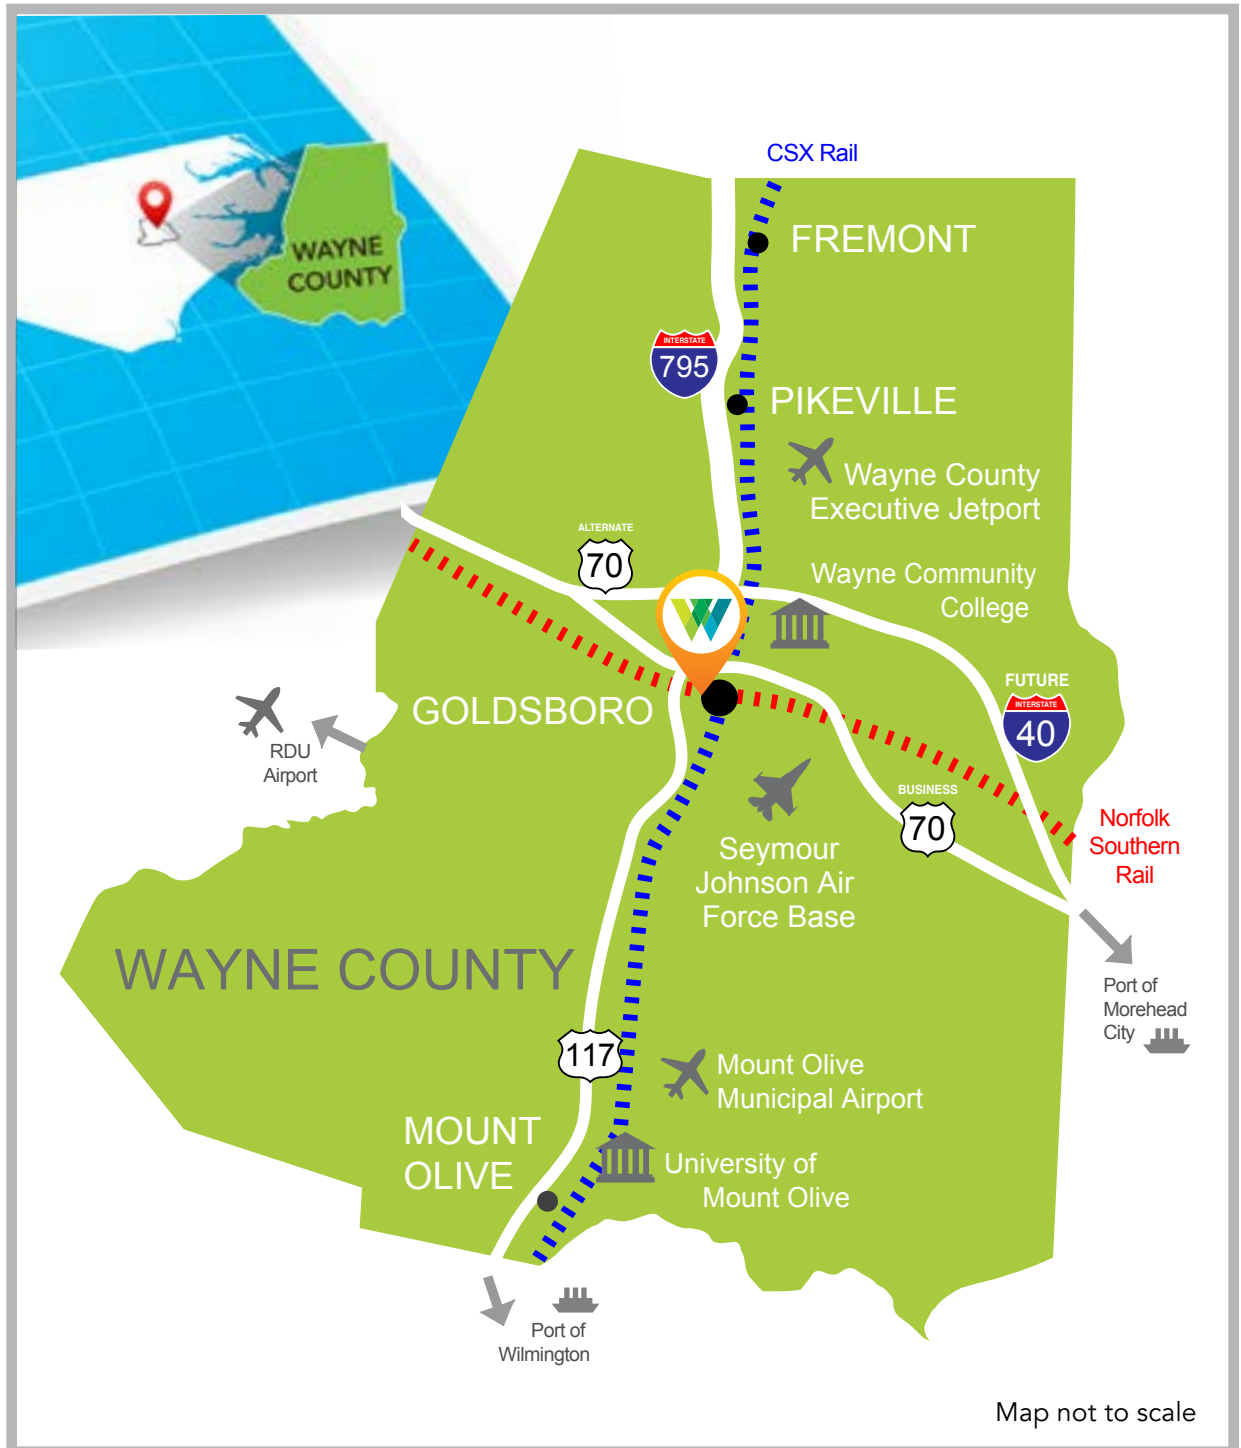 CSX Rail
WAYNE
COUNTY
FREMONT
INTERSTATE
795
PIKEVILLE
Wayne County
Executive Jetport
ALTERNATE
70
Wayne Community
College
FUTURE
INTERSTATE
40
GOLDSBORO
RDU
Airport
BUSINESS
70
Norfolk
Southern
Rail
Seymour
Johnson Air
Force Base
WAYNE COUNTY
Port of
Morehead
City
117
Mount Olive
Municipal Airport
MOUNT
OLIVE
University of
Mount Olive
Port of
Wilmington
Map not to scale